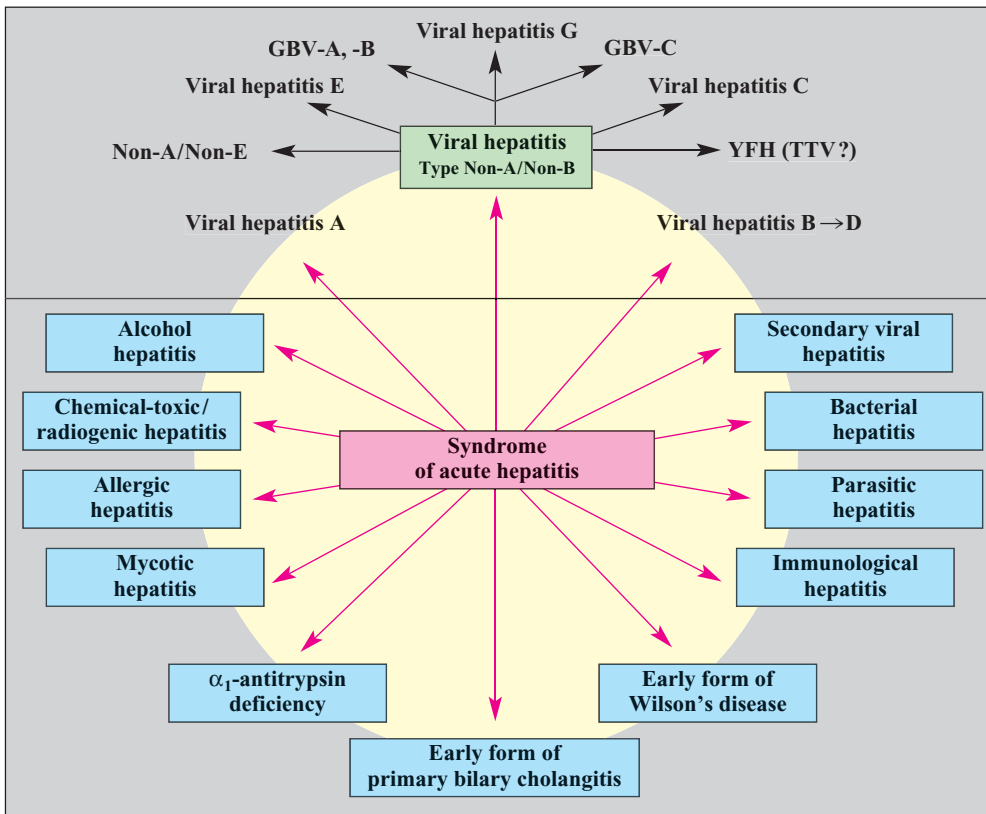 Viral hepatitis G
GBV-A, -B
GBV-C
Viral hepatitis E
Viral hepatitis C
Viral hepatitis
Type Non-A/Non-B
Non-A/Non-E
YFH (TTV?)
Viral hepatitis A
Viral hepatitis B → D
Alcohol
hepatitis
Secondary viral
hepatitis
Chemical-toxic/
radiogenic hepatitis
Bacterial
hepatitis
Syndrome
of acute hepatitis
Allergic
hepatitis
Parasitic
hepatitis
Mycotic
hepatitis
Immunological
hepatitis
α₁-antitrypsin
deficiency
Early form of
Wilson’s disease
Early form of
primary bilary cholangitis